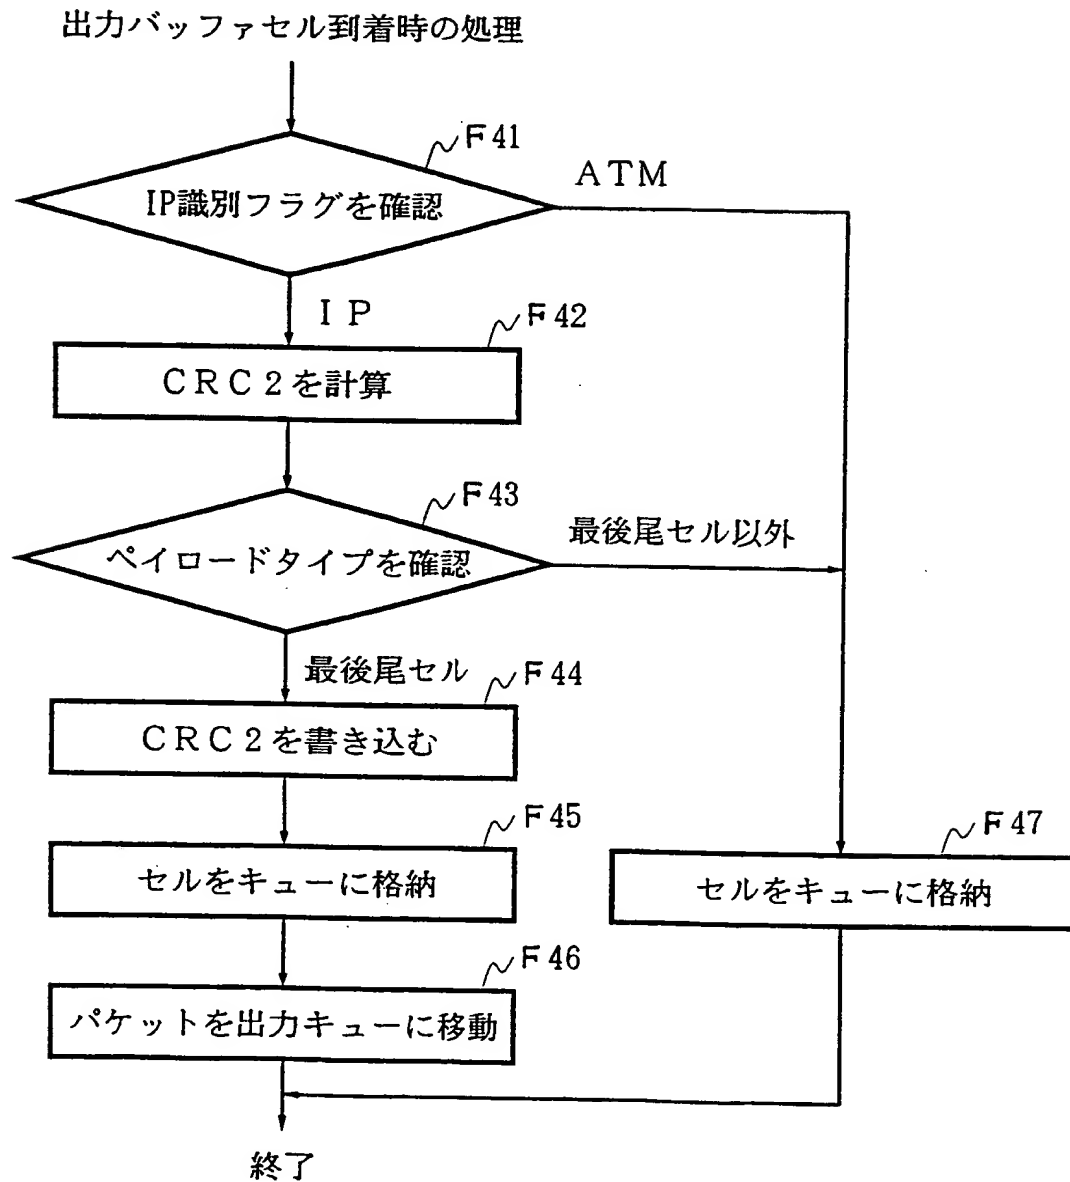 出力バッファセル到着時の処理
F41
ATM
IP識別フラグを確認
IP
F42
CRC2を計算
F43
最後尾セル以外
ペイロードタイプを確認
最後尾セル
F44
CRC2を書き込む
F45
F47
セルをキューに格納
セルをキューに格納
F46
パケットを出力キューに移動
終了